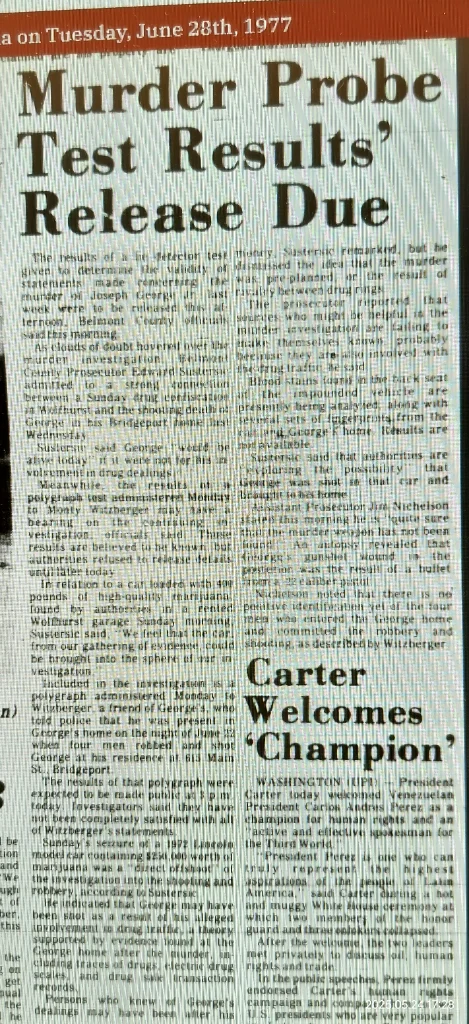 a on Tuesday, June 28th, 1977
Murder Probe
Test Results'
Release Due
The results of a lie detector test
given to determine the validity of
statements made concerning the
murder of Joseph George Jr. last
week were to be released this af-
ternoon, Belmont County officials
said this morning.
As clouds of doubt hovered over the
murder investigation, Belmont
County Prosecutor Edward Sustersic
admitted to a strong connection
between a Sunday drug confiscation
in Wolfhurst and the shooting death of
George in his Bridgeport home last
Wednesday.
Sustersic said George "would be
alive today" if it were not for his in-
volvement in drug dealings.
Meanwhile, the results of a
polygraph test administered Monday
to Monty Witzberger may have a
bearing on the continuing in-
vestigation, officials said. Those
results are believed to be known, but
authorities refused to release details
until later today.
In relation to a car loaded with 400
pounds of high-quality marijuana,
found by authorities in a rented
Wolfhurst garage Sunday morning,
Sustersic said, "We feel that the car,
from our gathering of evidence, could
be brought into the sphere of our in-
vestigation.
Included in the investigation is a
polygraph administered Monday to
Witzberger, a friend of George's, who
told police that he was present in
George's home on the night of June 22
when four men robbed and shot
George at his residence at 615 Main
St., Bridgeport.
The results of that polygraph were
expected to be made public at 3 p.m.
today. Investigators said they have
not been completely satisfied with all
of Witzberger's statements.
Sunday's seizure of a 1972 Lincoln
model car containing $250,000 worth of
marijuana was a "direct offshoot" of
the investigation into the shooting and
robbery, according to Sustersic.
He indicated that George may have
been shot as a result of his alleged
involvement in drug traffic, a theory
supported by evidence found at the
George home after the murder, in-
cluding traces of drugs, electric drug
scales, and drug sale transaction
records.
Persons who knew of George's
dealings may have been after his
money, Sustersic remarked, but he
dismissed the idea that the murder
was pre-planned or the result of
rivalry between drug rings.
The prosecutor reported that
sources who might be helpful in the
murder investigation are failing to
make themselves known probably
because they are also involved with
the drug traffic, he said.
Blood stains found in the back seat
of the impounded vehicle are
presently being analyzed, along with
several sets of fingerprints from the
car and George's home. Results are
not available.
Sustersic said that authorities are
"exploring the possibility" that
George was shot in that car and
brought to his home.
Assistant Prosecutor Jim Nichelson
stated this morning he is "quite sure
that the murder weapon has not been
found." An autopsy revealed that
George's gunshot wound in the
posterior was the result of a bullet
from a .22 caliber pistol.
Nichelson noted that there is no
positive identification yet of the four
men who entered the George home
and committed the robbery and
shooting, as described by Witzberger.
Carter
Welcomes
'Champion'
WASHINGTON (UPI) — President
Carter today welcomed Venezuelan
President Carlos Andres Perez as a
champion for human rights and an
"active and effective spokesman for
the Third World."
"President Perez is one who can
truly represent the highest
aspirations of the people of Latin
America," said Carter during a hot
and muggy White House ceremony at
which two members of the honor
guard and three onlookers collapsed.
After the welcome, the two leaders
met privately to discuss oil, human
rights and trade.
In the public speeches, Perez firmly
endorsed Carter's human rights
campaign and
U.S. presidents who are very popular
2025.05.24 17:28